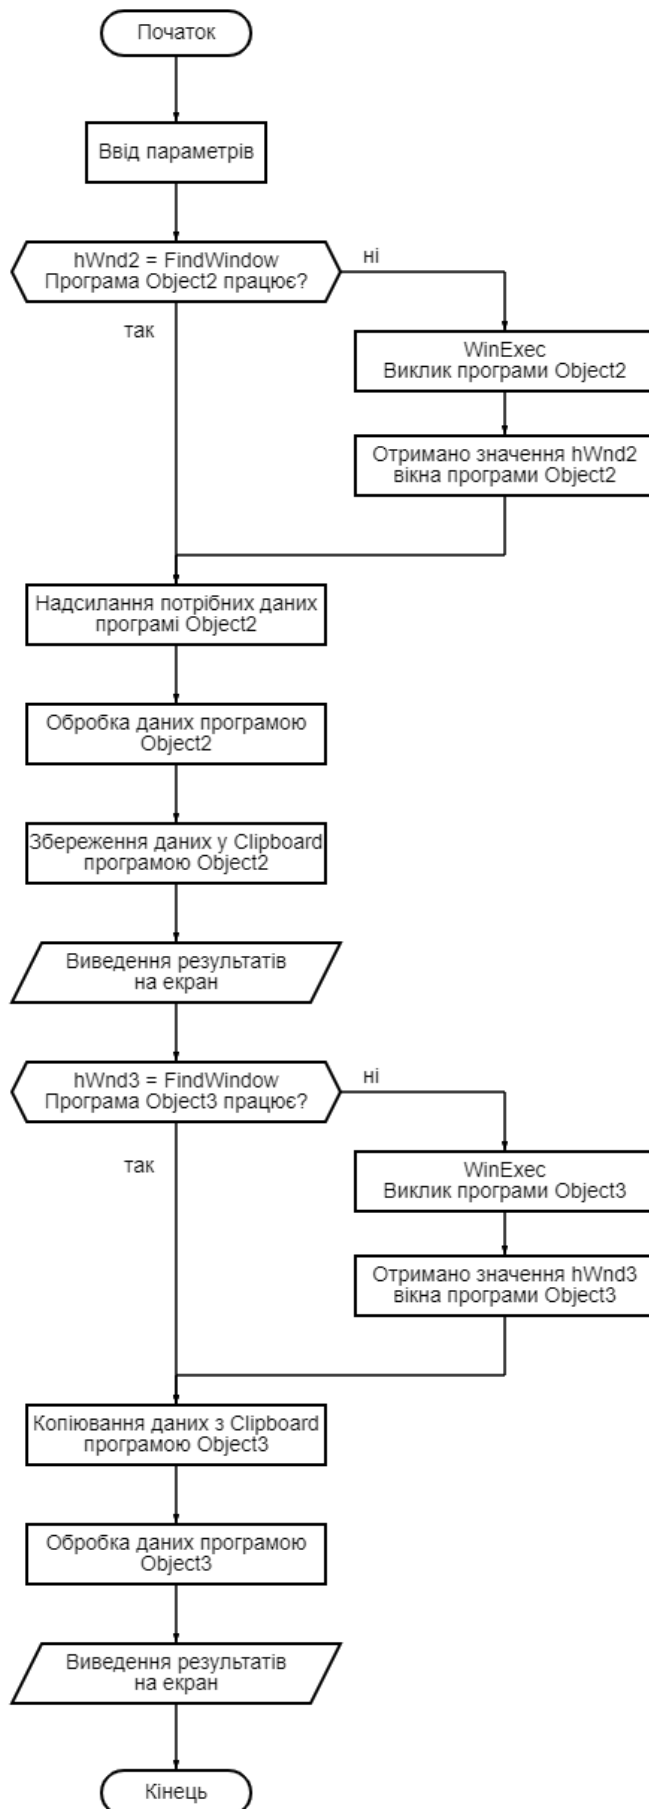 Початок
Ввід параметрів
hWnd2 = FindWindow
Програма Object2 працює?
ні
так
WinExec
Виклик програми Object2
Отримано значення hWnd2
вікна програми Object2
Надсилання потрібних даних
програмі Object2
Обробка даних програмою
Object2
Збереження даних у Clipboard
програмою Object2
Виведення результатів
на екран
hWnd3 = FindWindow
Програма Object3 працює?
ні
так
WinExec
Виклик програми Object3
Отримано значення hWnd3
вікна програми Object3
Копіювання даних з Clipboard
програмою Object3
Обробка даних програмою
Object3
Виведення результатів
на екран
Кінець